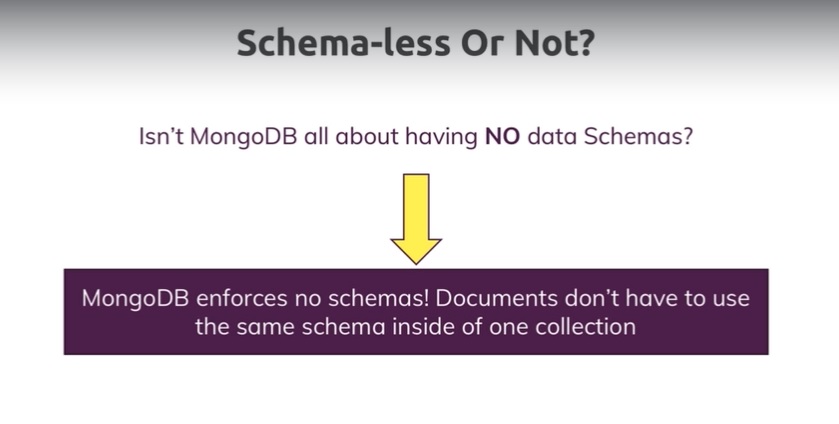 Schema-less Or Not?
Isn't MongoDB all about having NO data Schemas?
MongoDB enforces no schemas! Documents don't have to use
the same schema inside of one collection